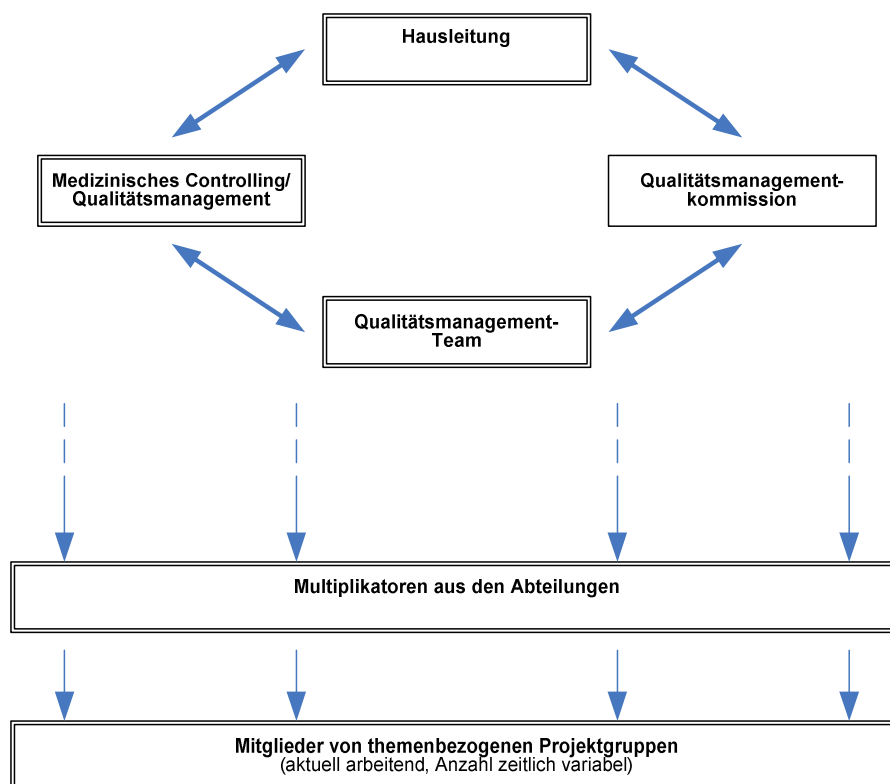 Hausleitung
Medizinisches Controlling/
Qualitätsmanagement
Qualitätsmanagement-
kommission
Qualitätsmanagement-
Team
Multiplikatoren aus den Abteilungen
Mitglieder von themenbezogenen Projektgruppen
(aktuell arbeitend, Anzahl zeitlich variabel)